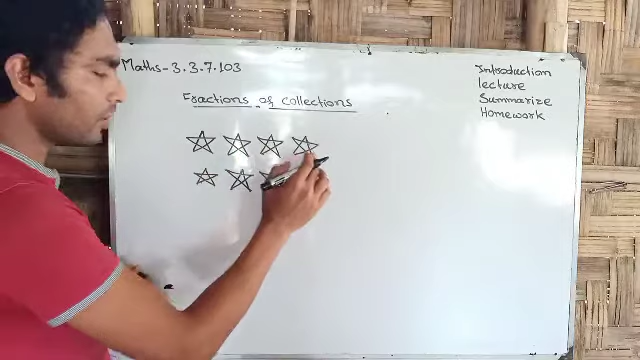 Maths-3.3.7.103
Fractions of collections
Introduction
lecture
Summarize
Homework